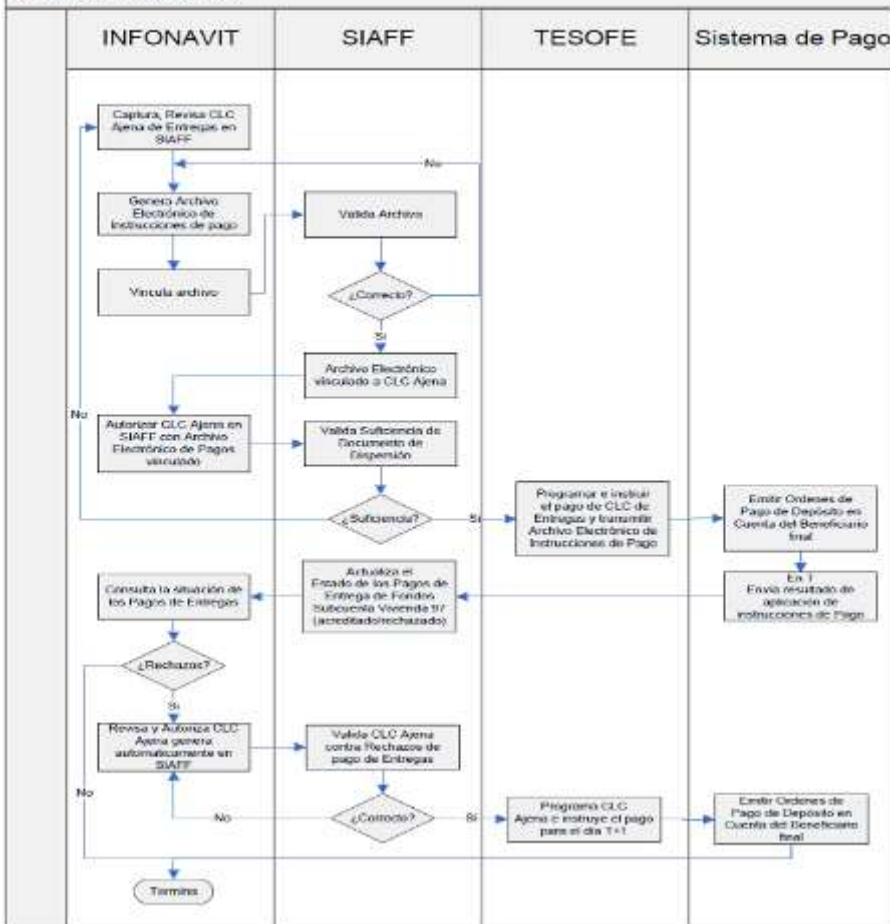 INFONAVIT
SIAFF
TESOFE
Sistema de Pago
Captura, Revisa CLC
Ajena de Entregas en
SIAFF
No
Genera Archivo
Electrónico de
Instrucciones de pago
Valida Archivo
Vincula archivo
¿Correcto?
Si
Archivo Electrónico
vinculado a CLC Ajena
No
Autorizar CLC Ajena en
SIAFF con Archivo
Electrónico de Pagos
vinculado
Valida Suficiencia de
Documento de
Dispersión
¿Suficiencia?
Si
Programar e instruir
el pago de CLC de
Entregas y transmitir
Archivo Electrónico de
Instrucciones de Pago
Emitir Ordenes de
Pago de Depósito en
Cuenta del Beneficiario
final
Consulta la situación de
los Pagos de Entregas
Actualiza el
Estado de los Pagos de
Entrega de Fondos
Subcuenta Vivienda 97
(acreditado/rechazado)
En T
Envía resultado de
aplicación de
instrucciones de Pago
¿Rechazos?
Si
Revisa y Autoriza CLC
Ajena genera
automaticamente en
SIAFF
Valida CLC Ajena
contra Rechazos de
pago de Entregas
No
No
¿Correcto?
Si
Programa CLC
Ajena e instruye el pago
para el día T+1
Emitir Ordenes de
Pago de Depósito en
Cuenta del Beneficiario
final
Termina